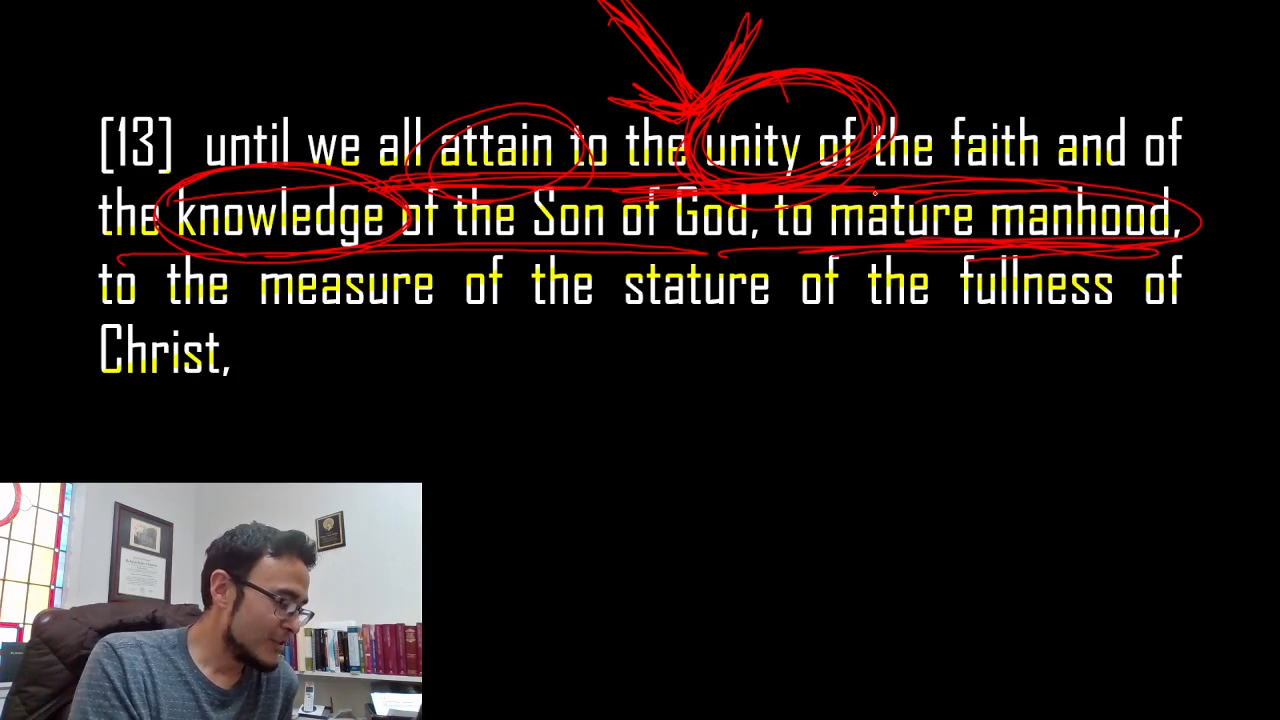 [13] until we all attain to the unity of the faith and of
the knowledge of the Son of God, to mature manhood,
to the measure of the stature of the fullness of
Christ,